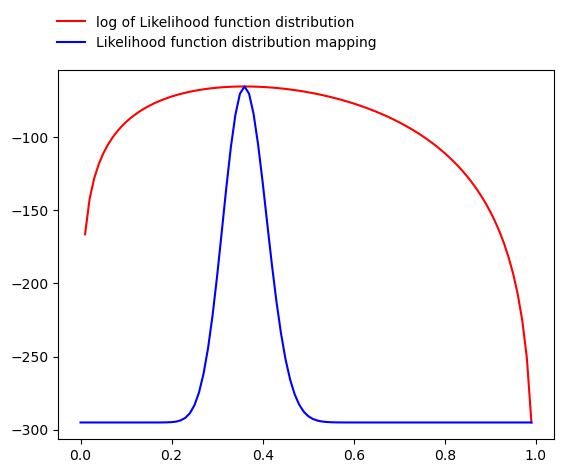 log of Likelihood function distribution
Likelihood function distribution mapping
−100
−150
−200
−250
−300
0.0 0.2 0.4 0.6 0.8 1.0